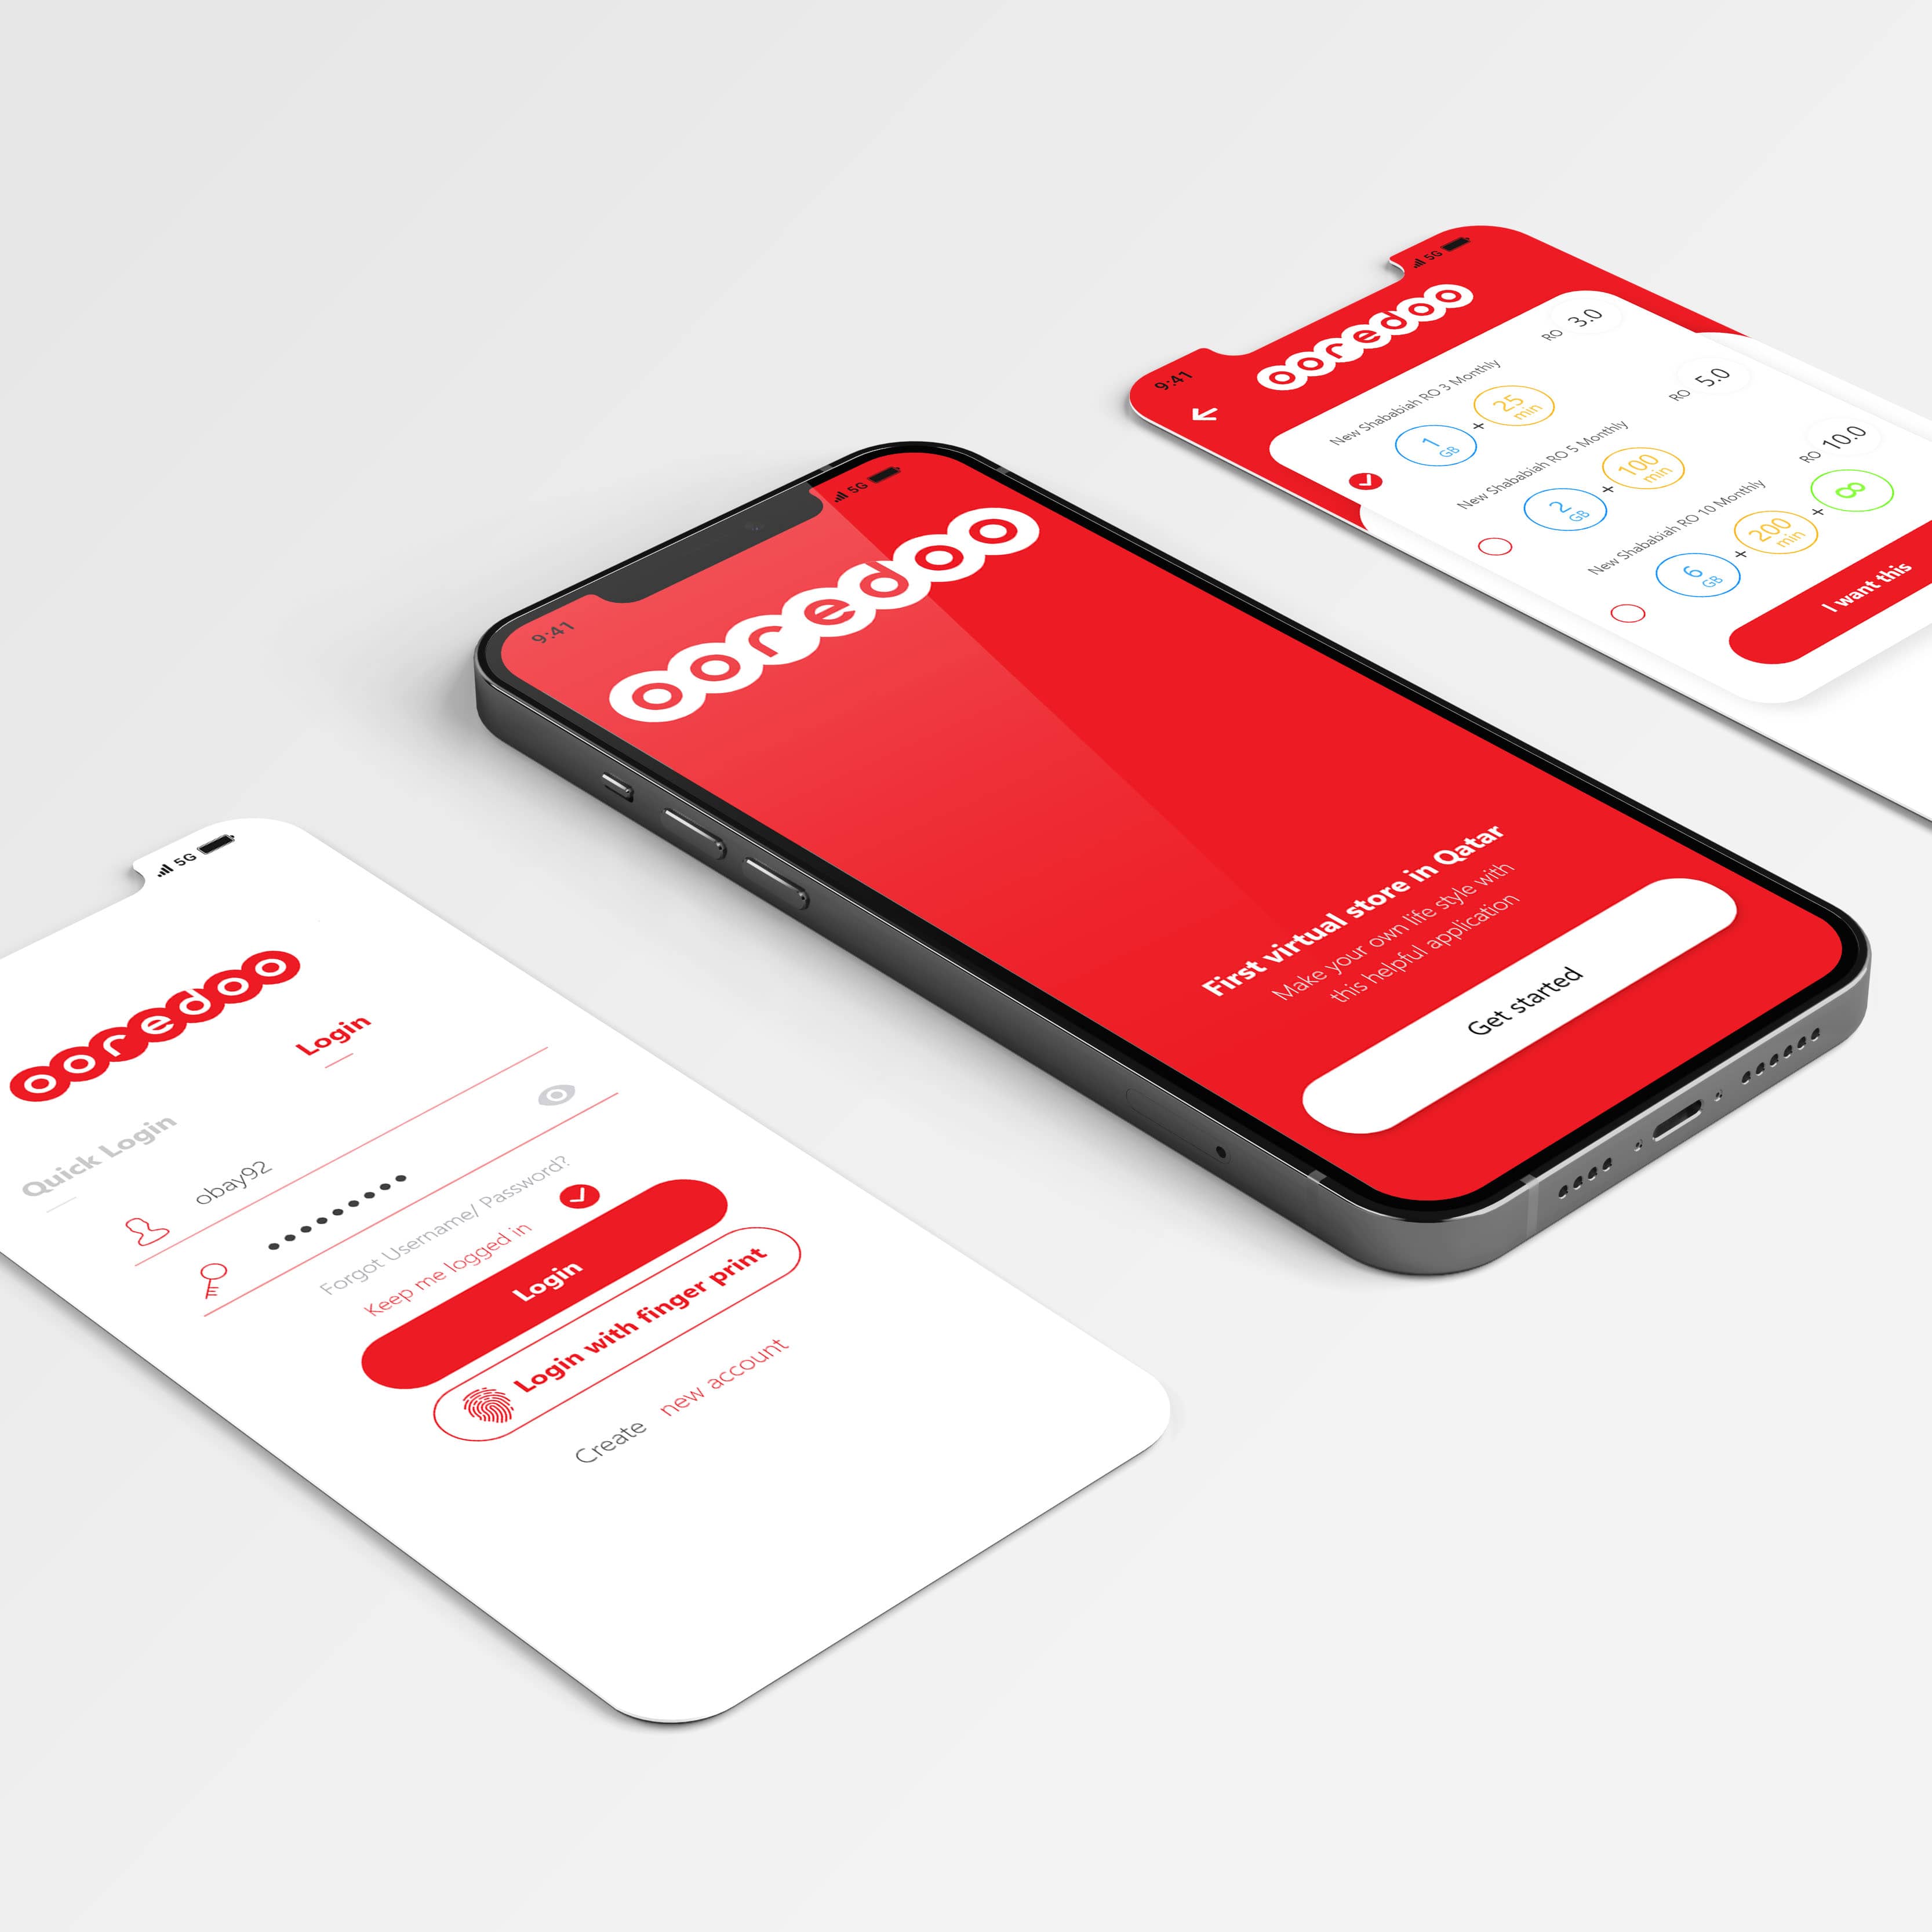 5G
ooredoo
Quick Login
Login
obay92
••••••••••
Forgot Username/ Password?
Keep me logged in
Login
Login with finger print
Create new account
9:41
5G
ooredoo
First virtual store in Qatar
Make your own life style with
this helpful application
Get started
9:41
5G
ooredoo
New Shababiah RO 3 Monthly
RO 3.0
1 GB + 25 min
New Shababiah RO 5 Monthly
RO 5.0
2 GB + 100 min
New Shababiah RO 10 Monthly
RO 10.0
6 GB + 200 min + ∞
I want this